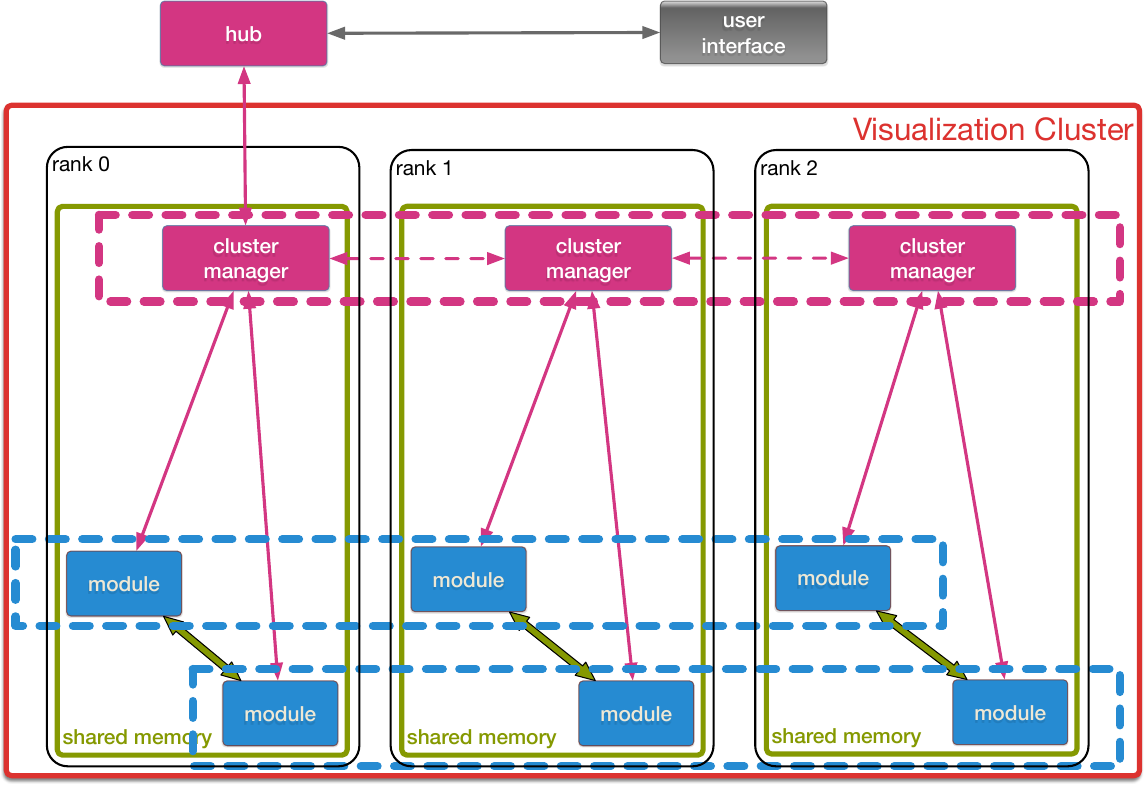 hub
user
interface
Visualization Cluster
rank 0
rank 1
rank 2
cluster
manager
cluster
manager
cluster
manager
module
module
module
module
module
module
shared memory
shared memory
shared memory